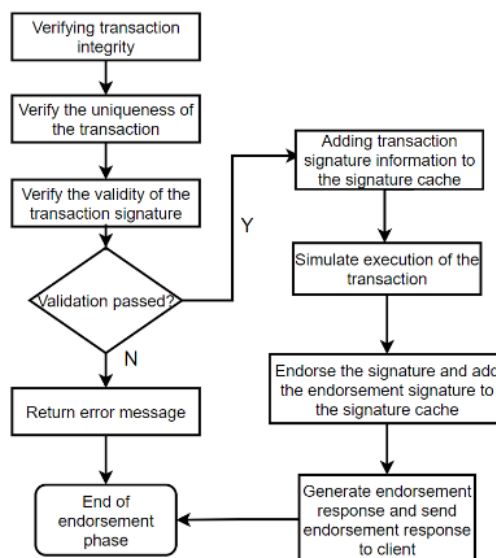 Verifying transaction
integrity
Verify the uniqueness of
the transaction
Verify the validity of the
transaction signature
Validation passed?
Y
N
Return error message
End of
endorsement
phase
Adding transaction
signature information to
the signature cache
Simulate execution of the
transaction
Endorse the signature and add
the endorsement signature to
the signature cache
Generate endorsement
response and send
endorsement response
to client